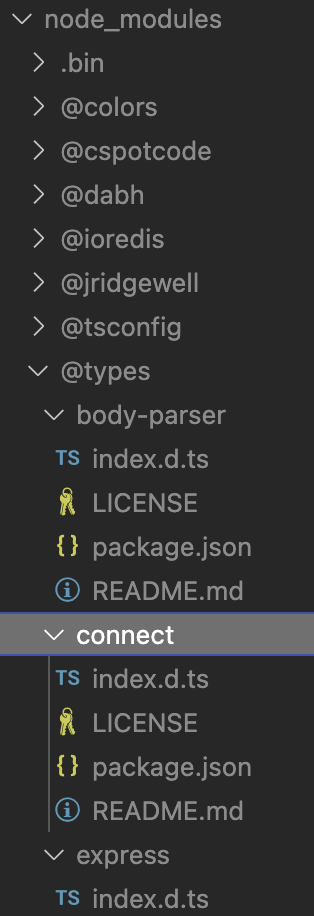 node_modules
.bin
@colors
@cspotcode
@dabh
@ioredis
@jridgewell
@tsconfig
@types
body-parser
TS index.d.ts
LICENSE
{} package.json
README.md
connect
TS index.d.ts
LICENSE
{} package.json
README.md
express
TS index.d.ts